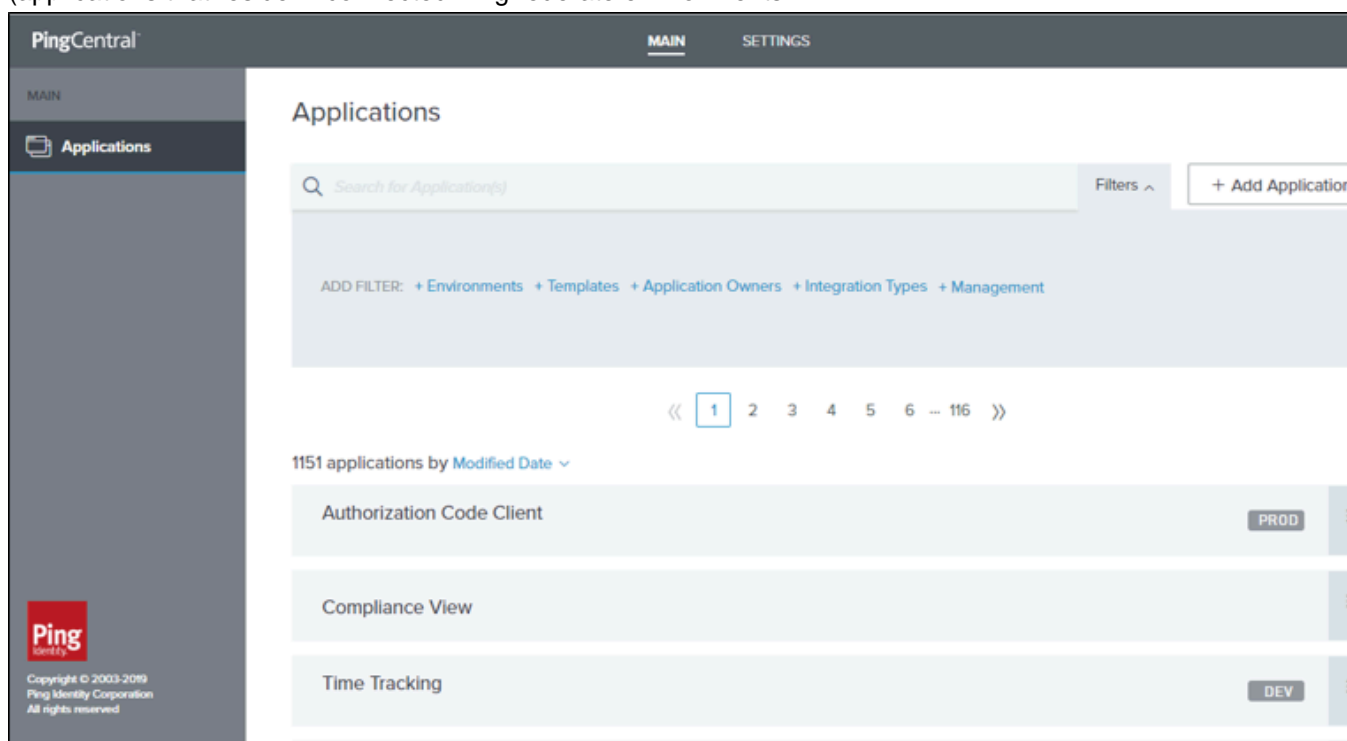 PingCentral
MAIN SETTINGS
MAIN
Applications
Applications
Search for Application(s)
Filters + Add Application
ADD FILTER: + Environments + Templates + Application Owners + Integration Types + Management
1 2 3 4 5 6 ... 116
1151 applications by Modified Date
Authorization Code Client PROD
Compliance View
Time Tracking DEV
Ping
Identity
Copyright © 2003-2019
Ping Identity Corporation
All rights reserved